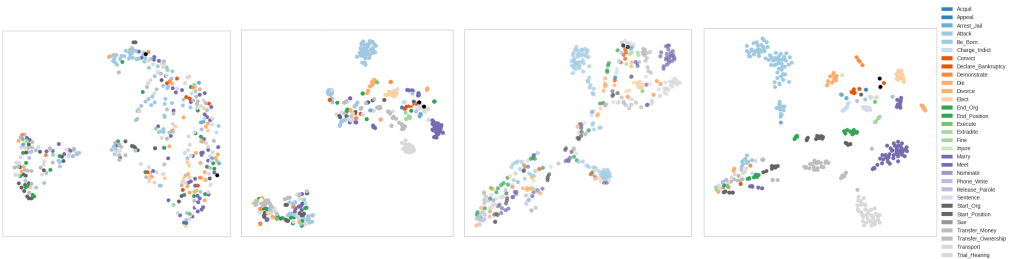 Acquit
Appeal
Arrest_Jail
Attack
Be_Born
Charge_Indict
Convict
Declare_Bankruptcy
Demonstrate
Die
Divorce
Elect
End_Org
End_Position
Execute
Extradite
Fine
Injure
Marry
Meet
Nominate
Phone_Write
Release_Parole
Sentence
Start_Org
Start_Position
Sue
Transfer_Money
Transfer_Ownership
Transport
Trial_Hearing